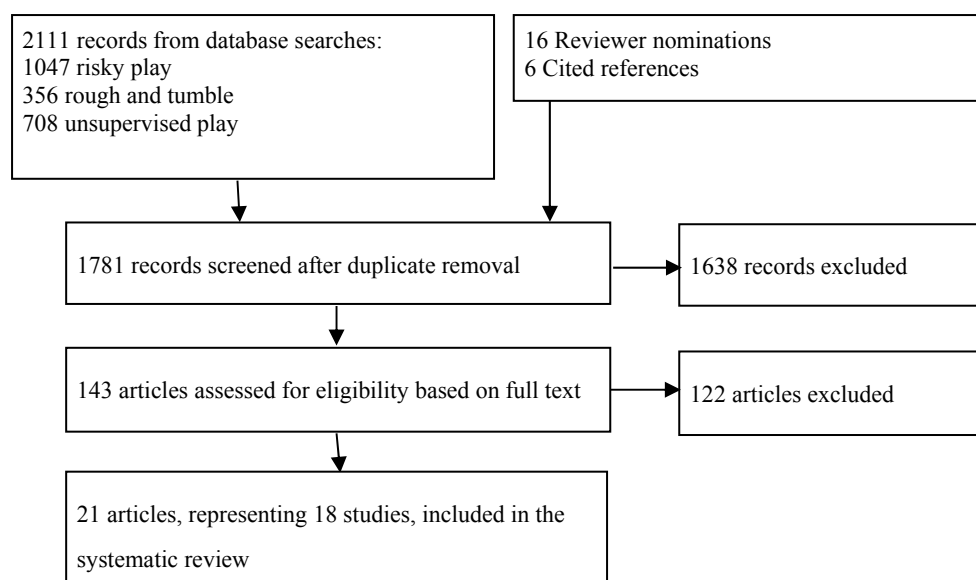 2111 records from database searches:
1047 risky play
356 rough and tumble
708 unsupervised play
16 Reviewer nominations
6 Cited references
1781 records screened after duplicate removal
1638 records excluded
143 articles assessed for eligibility based on full text
122 articles excluded
21 articles, representing 18 studies, included in the
systematic review